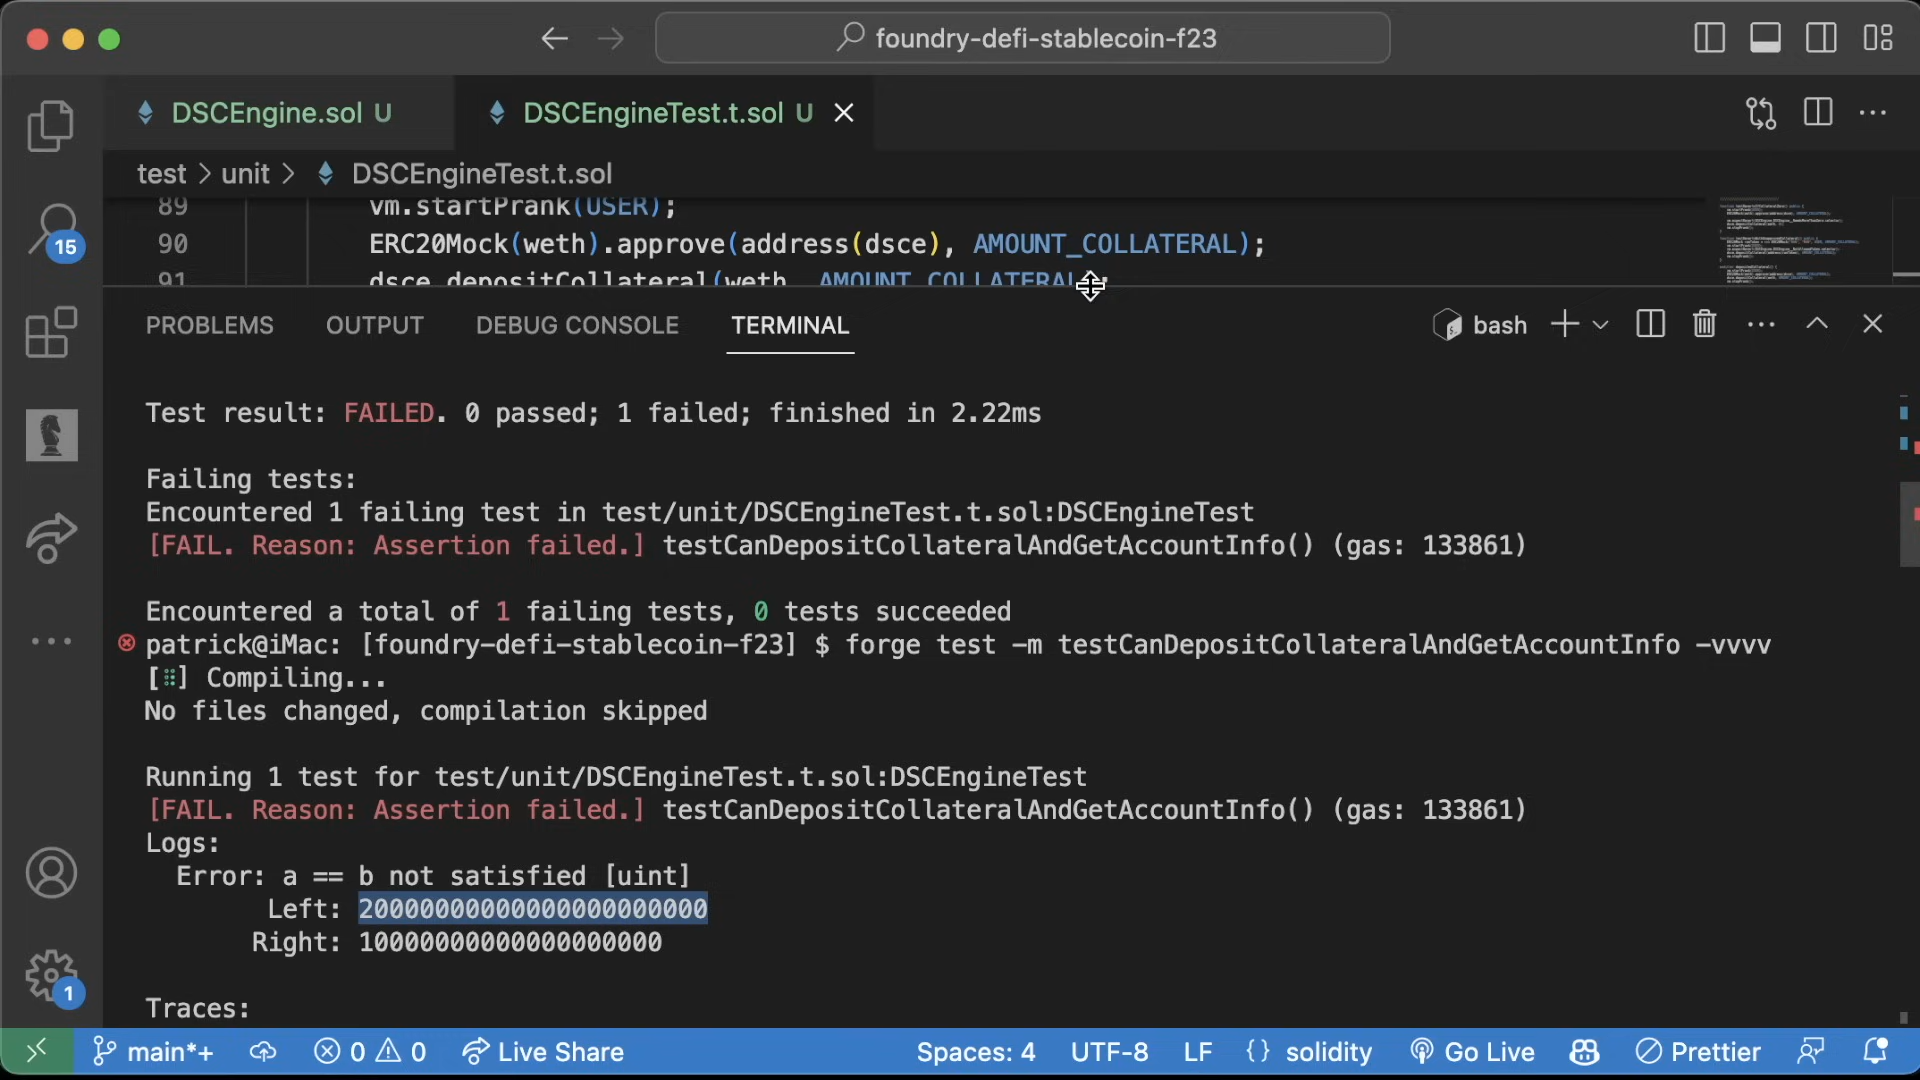 foundry-defi-stablecoin-f23
DSCEngine.sol U
DSCEngineTest.t.sol U
test > unit > DSCEngineTest.t.sol
89 vm.startPrank(USER);
90 ERC20Mock(weth).approve(address(dsce), AMOUNT_COLLATERAL);
91 dsce.depositCollateral(weth, AMOUNT_COLLATERAL
15
PROBLEMS OUTPUT DEBUG CONSOLE TERMINAL bash
Test result: FAILED. 0 passed; 1 failed; finished in 2.22ms
Failing tests:
Encountered 1 failing test in test/unit/DSCEngineTest.t.sol:DSCEngineTest
[FAIL. Reason: Assertion failed.] testCanDepositCollateralAndGetAccountInfo() (gas: 133861)
Encountered a total of 1 failing tests, 0 tests succeeded
patrick@iMac: [foundry-defi-stablecoin-f23] $ forge test -m testCanDepositCollateralAndGetAccountInfo -vvvv
[⠿] Compiling...
No files changed, compilation skipped
Running 1 test for test/unit/DSCEngineTest.t.sol:DSCEngineTest
[FAIL. Reason: Assertion failed.] testCanDepositCollateralAndGetAccountInfo() (gas: 133861)
Logs:
Error: a == b not satisfied [uint]
Left: 20000000000000000000000
Right: 10000000000000000000
Traces:
1
main*+ 0 0 Live Share Spaces: 4 UTF-8 LF {} solidity Go Live Prettier